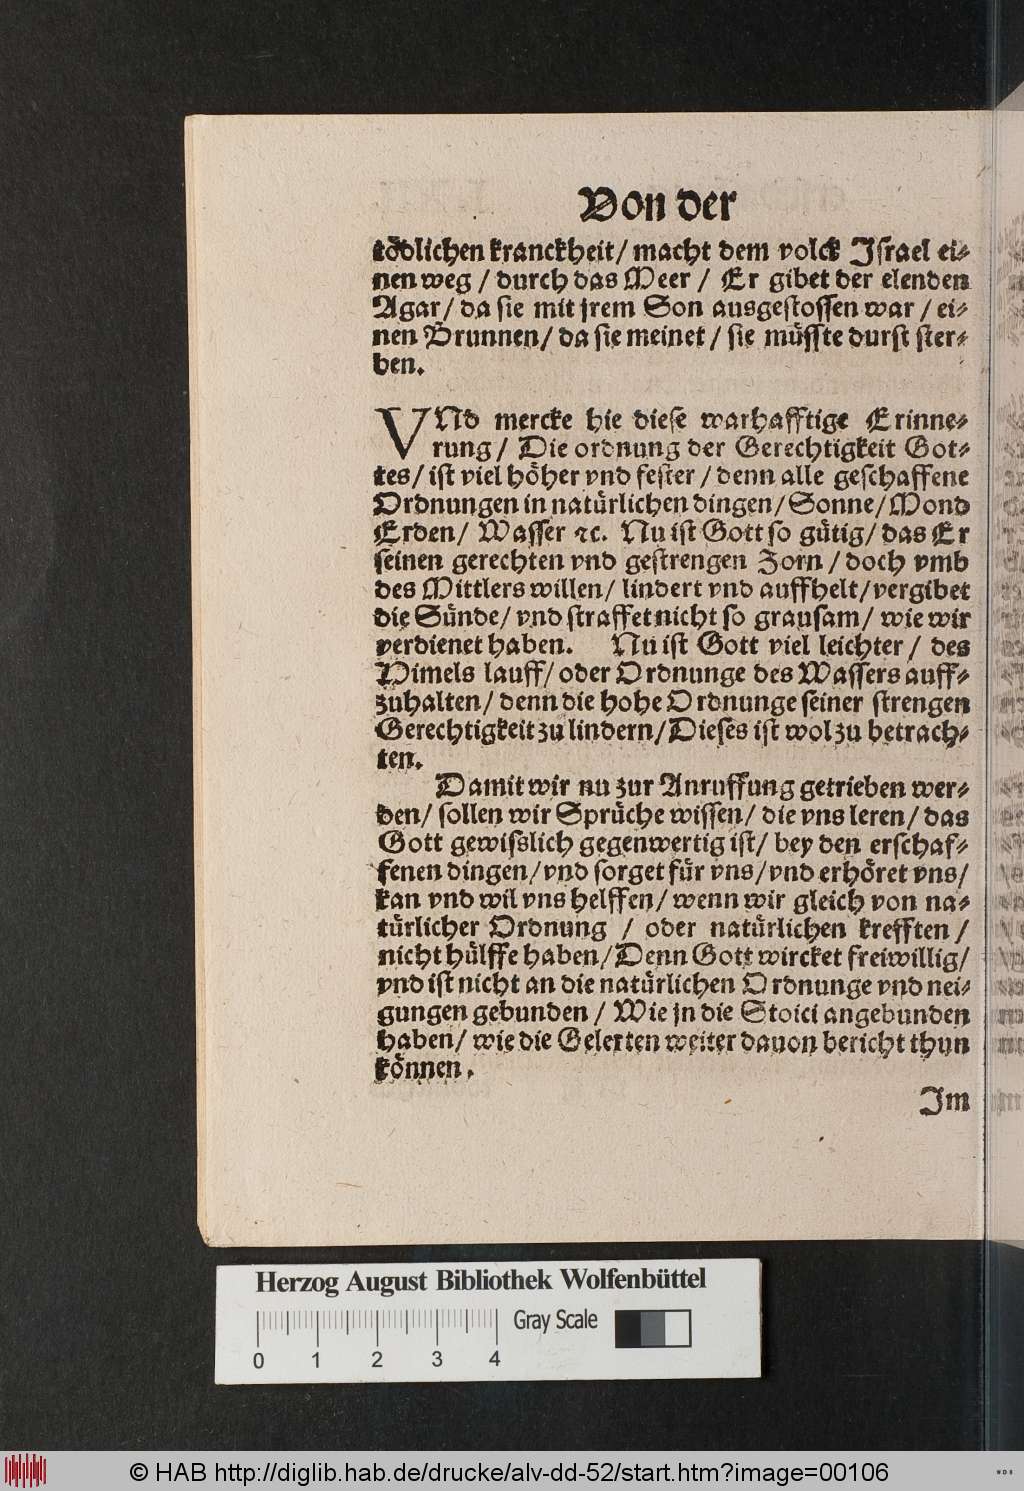 Von der
tödlichen kranckheit/ macht dem volck Israel ei-
nen weg / durch das Meer / Er gibet der elenden
Agar/ da sie mit jrem Son ausgestossen war / ei-
nen Brunnen/ da sie meinet / sie müsste durst ster-
ben.
VNd mercke hie diese warhafftige Erinne-
rung / Die ordnung der Gerechtigkeit Got-
tes/ ist viel höher vnd fester / denn alle geschaffene
Ordnungen in natürlichen dingen/ Sonne/ Mond
Erden/ Wasser ꝛc. Nu ist Gott so gütig/ das Er
seinen gerechten vnd gestrengen Zorn / doch vmb
des Mittlers willen/ lindert vnd auffhelt/ vergibet
die Sünde/ vnd straffet nicht so grausam/ wie wir
verdienet haben. Nu ist Gott viel leichter / des
Himels lauff/ oder Ordnunge des Wassers auff-
zuhalten/ denn die hohe Ordnunge seiner strengen
Gerechtigkeit zu lindern/ Dieses ist wol zu betrach-
ten.
Damit wir nu zur Anruffung getrieben wer-
den/ sollen wir Sprüche wissen/ die vns leren/ das
Gott gewisslich gegenwertig ist/ bey den erschaf-
fenen dingen/ vnd sorget für vns/ vnd erhöret vns/
kan vnd wil vns helffen/ wenn wir gleich von na-
türlicher Ordnung / oder natürlichen krefften /
nicht hülffe haben/ Denn Gott wircket freiwillig/
vnd ist nicht an die natürlichen Ordnunge vnd nei-
gungen gebunden / Wie jn die Stoici angebunden
haben/ wie die Gelerten weiter dauon bericht thun
können.
Im
Herzog August Bibliothek Wolfenbüttel
Gray Scale
0 1 2 3 4
© HAB http://diglib.hab.de/drucke/alv-dd-52/start.htm?image=00106